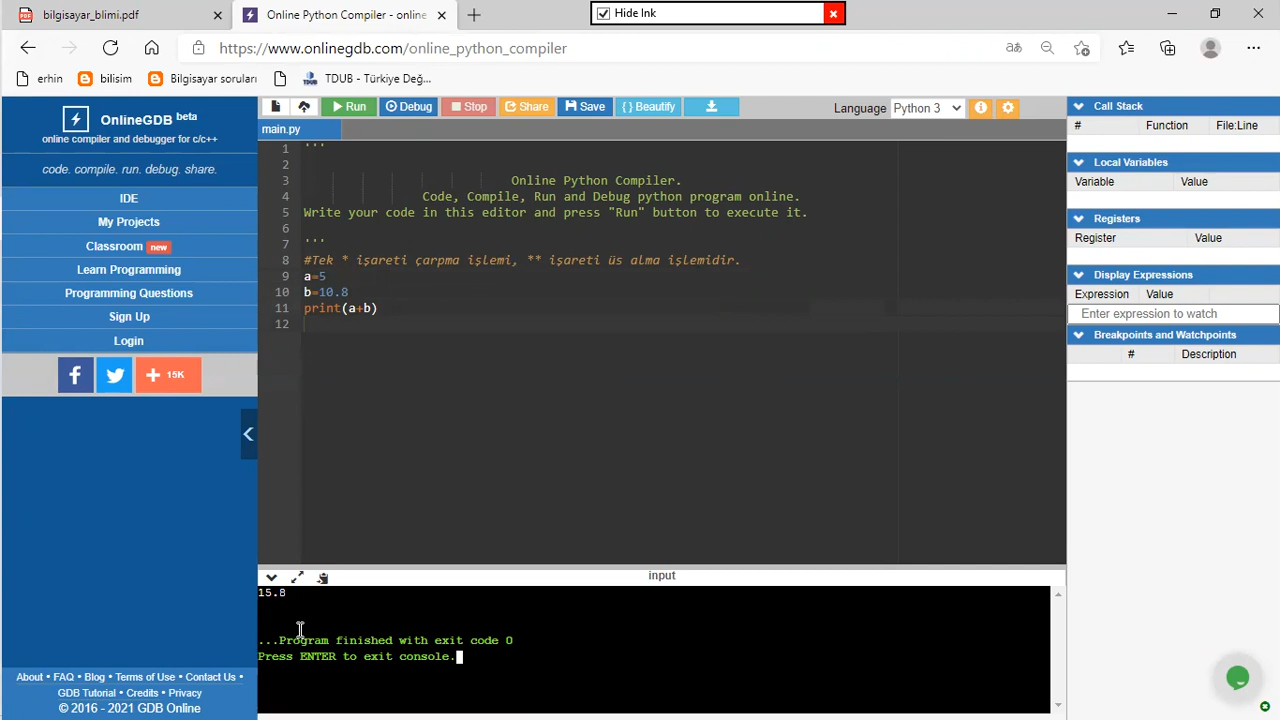 bilgisayar_blimi.pdf
Online Python Compiler - online
Hide Ink
https://www.onlinegdb.com/online_python_compiler
erhin
bilisim
Bilgisayar soruları
TDUB - Türkiye Değ...
OnlineGDB beta
online compiler and debugger for c/c++
code. compile. run. debug. share.
IDE
My Projects
Classroom new
Learn Programming
Programming Questions
Sign Up
Login
15K
About • FAQ • Blog • Terms of Use • Contact Us •
GDB Tutorial • Credits • Privacy
© 2016 - 2021 GDB Online
Run
Debug
Stop
Share
Save
{ } Beautify
Language Python 3
main.py
1 '''
2
3 Online Python Compiler.
4 Code, Compile, Run and Debug python program online.
5 Write your code in this editor and press "Run" button to execute it.
6
7 '''
8 #Tek * işareti çarpma işlemi, ** işareti üs alma işlemidir.
9 a=5
10 b=10.8
11 print(a+b)
12
input
15.8
...Program finished with exit code 0
Press ENTER to exit console.
Call Stack
# Function File:Line
Local Variables
Variable Value
Registers
Register Value
Display Expressions
Expression Value
Enter expression to watch
Breakpoints and Watchpoints
# Description